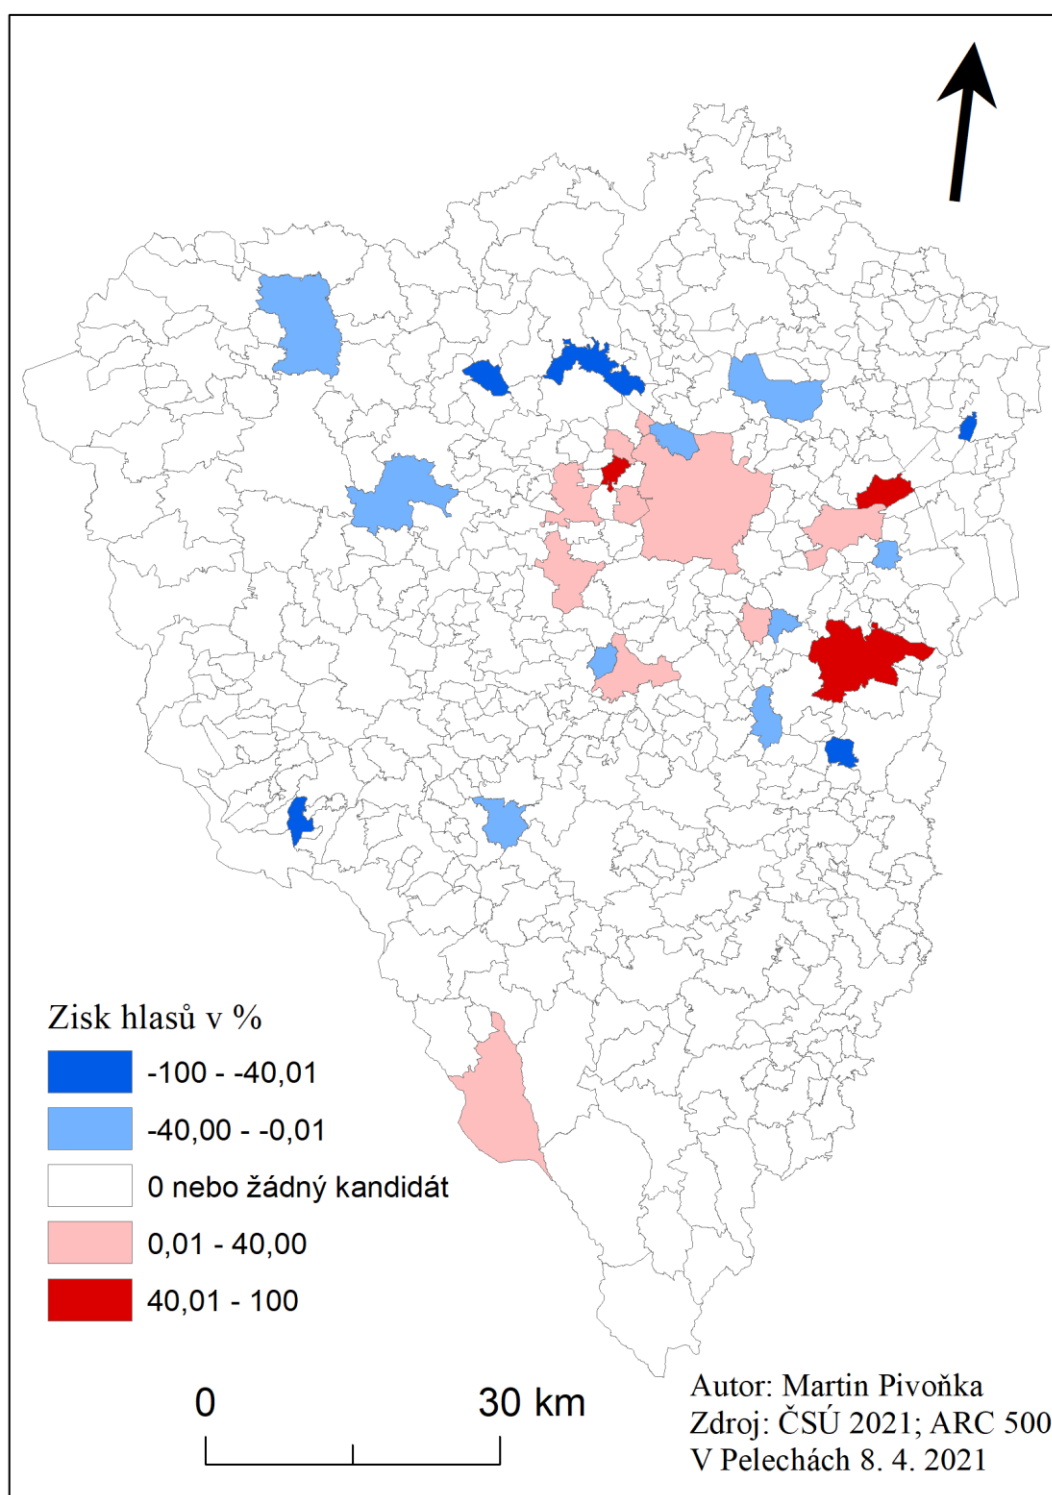 Zisk hlasů v %
-100 - -40,01
-40,00 - -0,01
0 nebo žádný kandidát
0,01 - 40,00
40,01 - 100
0 30 km
Autor: Martin Pivoňka
Zdroj: ČSÚ 2021; ARC 500
V Pelechách 8. 4. 2021